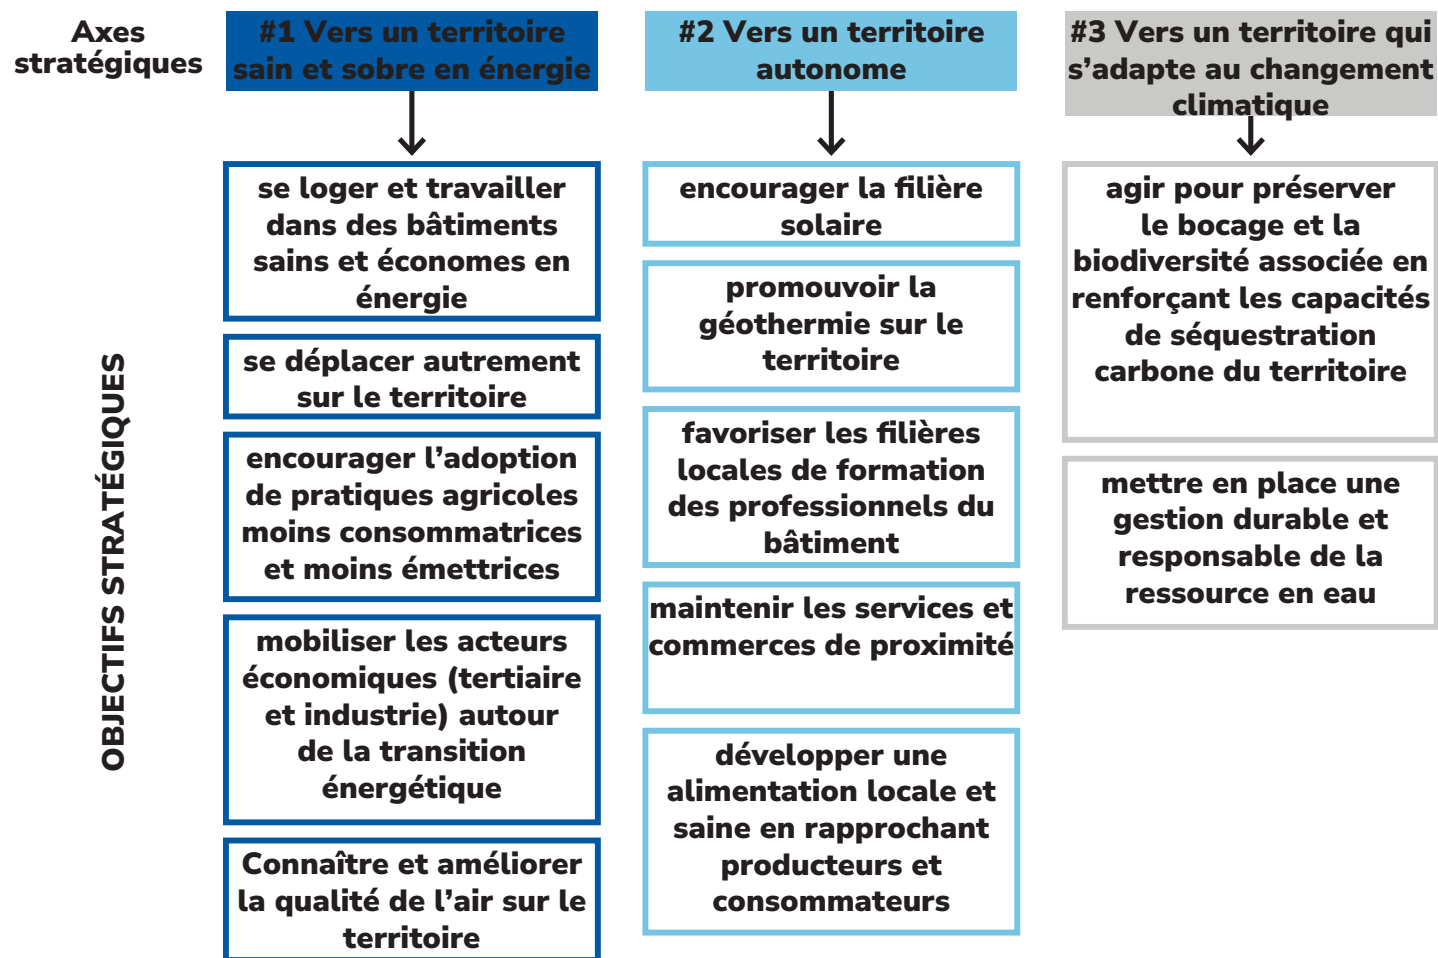 Axes
stratégiques
#1 Vers un territoire
sain et sobre en énergie
#2 Vers un territoire
autonome
#3 Vers un territoire qui
s’adapte au changement
climatique
OBJECTIFS STRATÉGIQUES
se loger et travailler
dans des bâtiments
sains et économes en
énergie
se déplacer autrement
sur le territoire
encourager l’adoption
de pratiques agricoles
moins consommatrices
et moins émettrices
mobiliser les acteurs
économiques (tertiaire
et industrie) autour
de la transition
énergétique
Connaître et améliorer
la qualité de l’air sur le
territoire
encourager la filière
solaire
promouvoir la
géothermie sur le
territoire
favoriser les filières
locales de formation
des professionnels du
bâtiment
maintenir les services et
commerces de proximité
développer une
alimentation locale et
saine en rapprochant
producteurs et
consommateurs
agir pour préserver
le bocage et la
biodiversité associée en
renforçant les capacités
de séquestration
carbone du territoire
mettre en place une
gestion durable et
responsable de la
ressource en eau